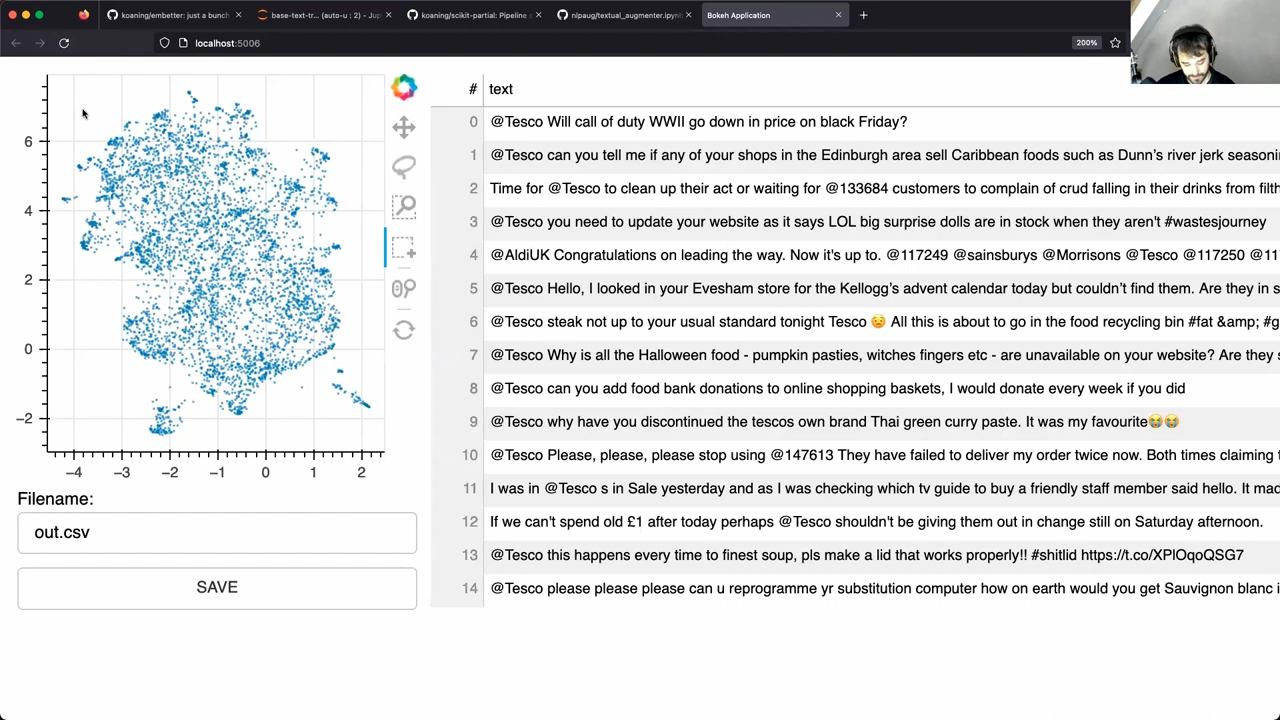 koaning/embetter: just a bunch
base-text-tr... (auto-u : 2) - Jup
koaning/scikit-partial: Pipeline s
nlpaug/textual_augmenter.ipynb
Bokeh Application
localhost:5006
200%
6
4
2
0
−2
−4
−3
−2
−1
0
1
2
Filename:
out.csv
SAVE
# text
0 @Tesco Will call of duty WWII go down in price on black Friday?
1 @Tesco can you tell me if any of your shops in the Edinburgh area sell Caribbean foods such as Dunn's river jerk seasoni
2 Time for @Tesco to clean up their act or waiting for @133684 customers to complain of crud falling in their drinks from filth
3 @Tesco you need to update your website as it says LOL big surprise dolls are in stock when they aren't #wastesjourney
4 @AldiUK Congratulations on leading the way. Now it's up to. @117249 @sainsburys @Morrisons @Tesco @117250 @11
5 @Tesco Hello, I looked in your Evesham store for the Kellogg's advent calendar today but couldn't find them. Are they in s
6 @Tesco steak not up to your usual standard tonight Tesco 😟 All this is about to go in the food recycling bin #fat &amp; #g
7 @Tesco Why is all the Halloween food - pumpkin pasties, witches fingers etc - are unavailable on your website? Are they s
8 @Tesco can you add food bank donations to online shopping baskets, I would donate every week if you did
9 @Tesco why have you discontinued the tescos own brand Thai green curry paste. It was my favourite😭😭
10 @Tesco Please, please, please stop using @147613 They have failed to deliver my order twice now. Both times claiming t
11 I was in @Tesco s in Sale yesterday and as I was checking which tv guide to buy a friendly staff member said hello. It mad
12 If we can't spend old £1 after today perhaps @Tesco shouldn't be giving them out in change still on Saturday afternoon.
13 @Tesco this happens every time to finest soup, pls make a lid that works properly!! #shitlid https://t.co/XPlOqoQSG7
14 @Tesco please please please can u reprogramme yr substitution computer how on earth would you get Sauvignon blanc i